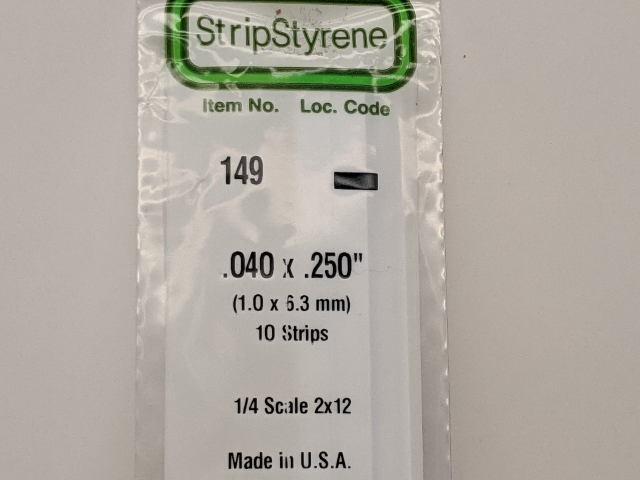 StripStyrene
Item No. Loc. Code
149
.040 x .250"
(1.0 x 6.3 mm)
10 Strips
1/4 Scale 2x12
Made in U.S.A.